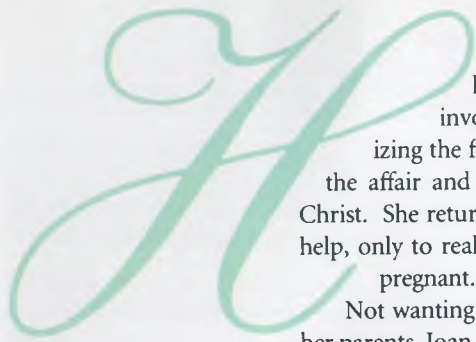 H
invo
izing the f
the affair and
Christ. She retur
help, only to real
pregnant.
Not wanting
her parents, Joan